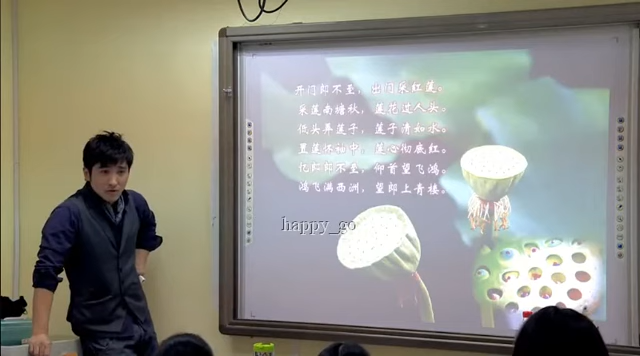 开门郎不至，出门采红莲。
采莲南塘秋，莲花过人头。
低头弄莲子，莲子清如水。
置莲怀袖中，莲心彻底红。
忆郎郎不至，仰首望飞鸿。
鸿飞满西洲，望郎上青楼。
happy_go